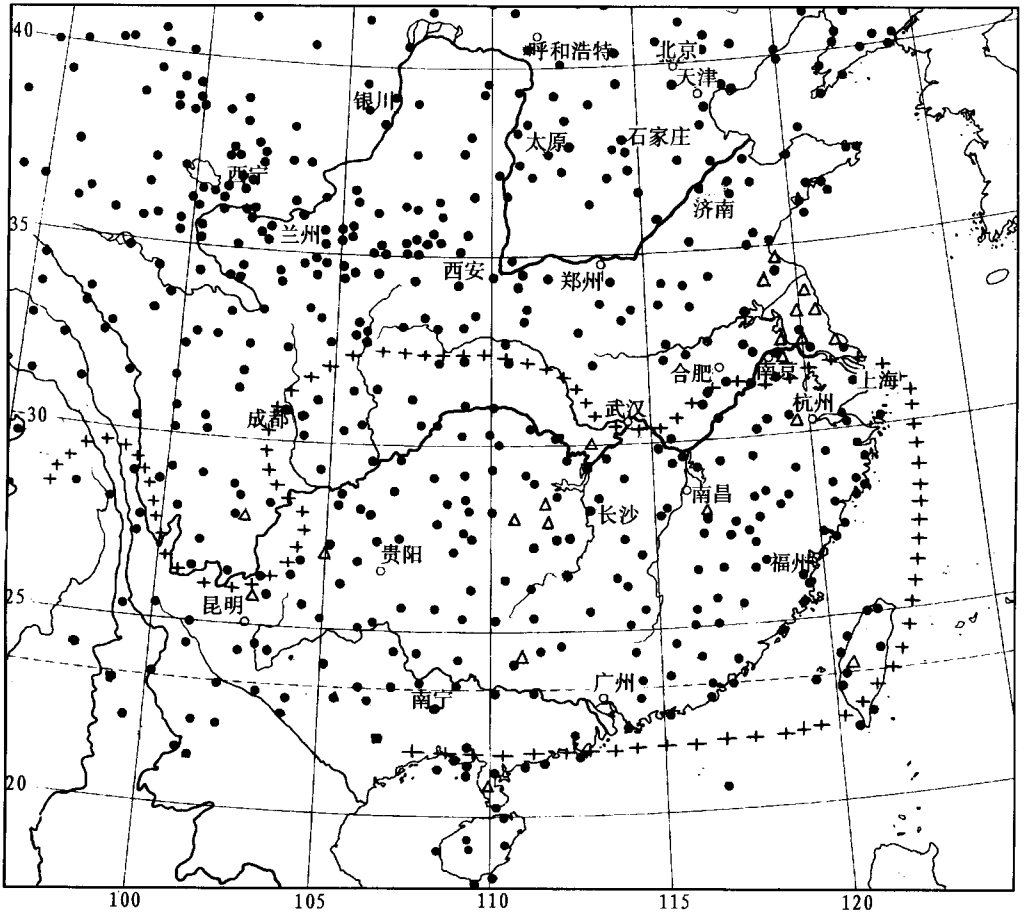 40
呼和浩特
北京
天津
银川
太原
石家庄
西宁
济南
35
兰州
西安
郑州
合肥
南京
上海
武汉
杭州
30
成都
南昌
长沙
贵阳
福州
25
昆明
广州
南宁
20
100
105
110
115
120